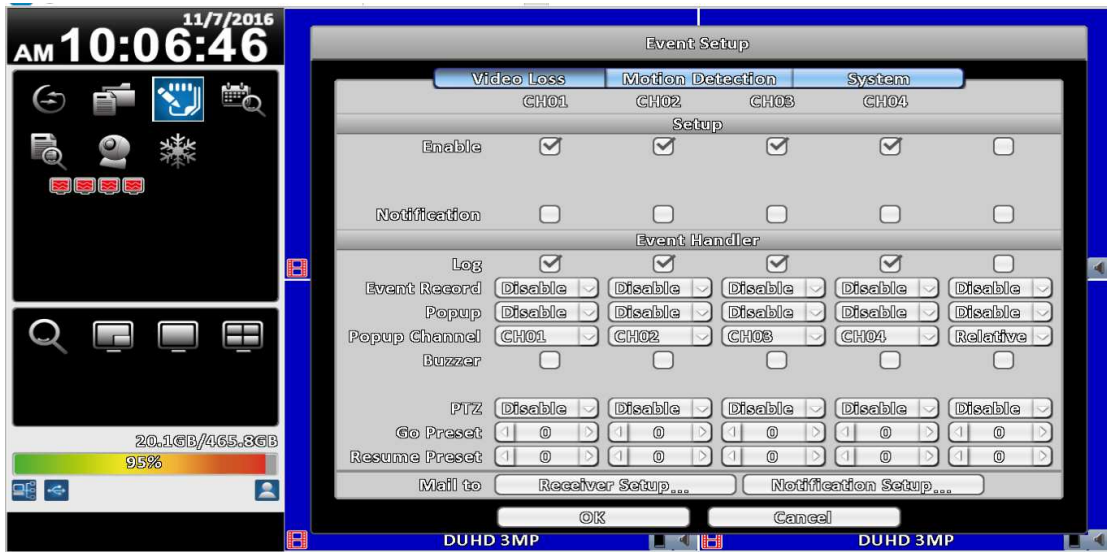 11/7/2016
AM 10:06:46
20.1GB/465.8GB
95%
Event Setup
Video Loss Motion Detection System
CH01 CH02 CH03 CH04
Setup
Enable
Notification
Event Handler
Log
Event Record Disable Disable Disable Disable Disable
Popup Disable Disable Disable Disable Disable
Popup Channel CH01 CH02 CH03 CH04 Relative
Buzzer
PTZ Disable Disable Disable Disable Disable
Go Preset 0 0 0 0 0
Resume Preset 0 0 0 0 0
Mail to Receiver Setup... Notification Setup...
OK Cancel
DUHD 3MP DUHD 3MP